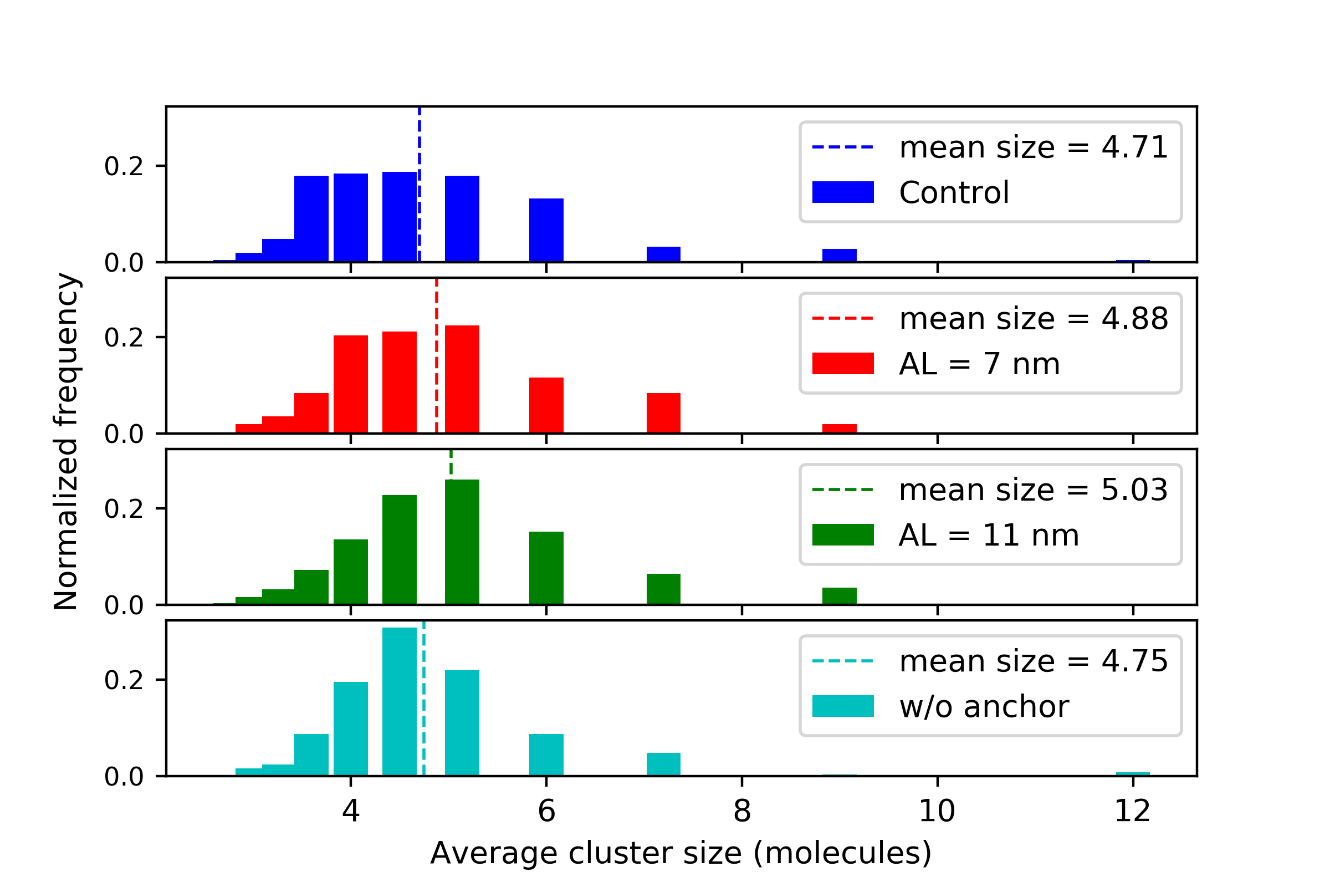 0.2
0.0
mean size = 4.71
Control
0.2
0.0
mean size = 4.88
AL = 7 nm
0.2
0.0
mean size = 5.03
AL = 11 nm
0.2
0.0
mean size = 4.75
w/o anchor
Normalized frequency
4 6 8 10 12
Average cluster size (molecules)